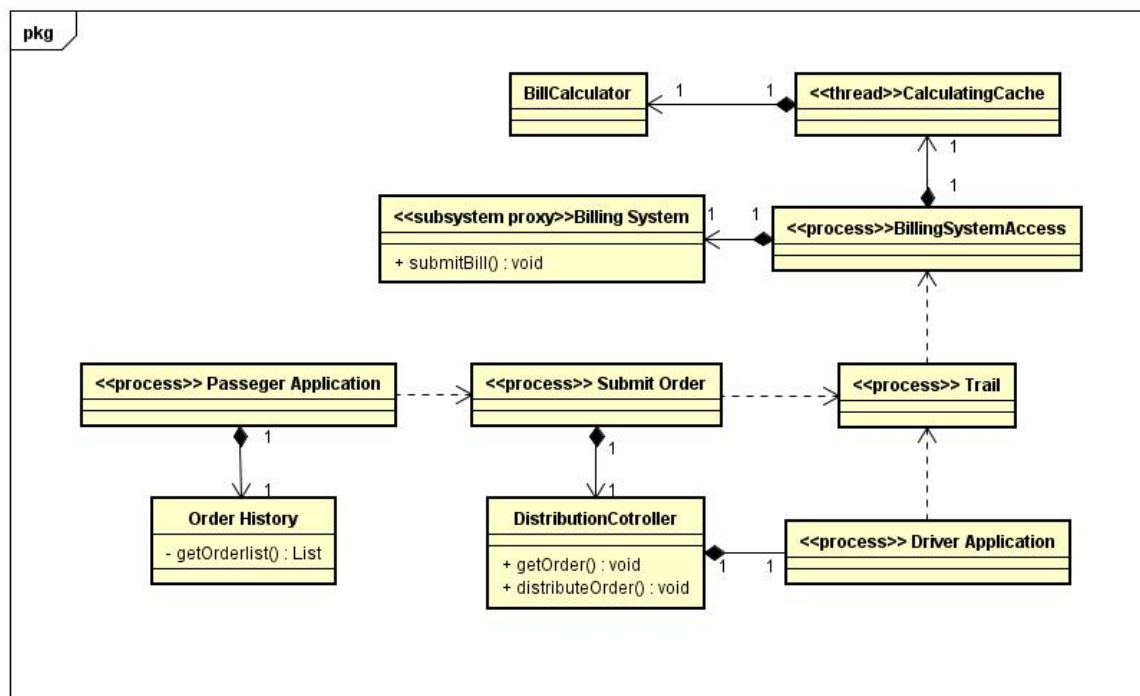 pkg
BillCalculator
1
1
<<thread>>CalculatingCache
1
1
<<subsystem proxy>>Billing System
+ submitBill() : void
1
1
<<process>>BillingSystemAccess
<<process>> Passeger Application
<<process>> Submit Order
<<process>> Trail
1
1
1
1
Order History
- getOrderlist() : List
DistributionCotroller
+ getOrder() : void
+ distributeOrder() : void
1
1
<<process>> Driver Application